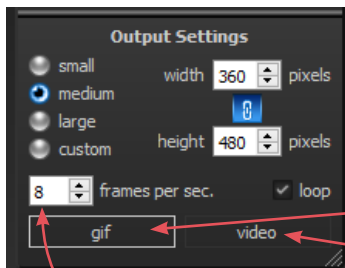 Output Settings
small
width 360 pixels
medium
large
height 480 pixels
custom
8 frames per sec. loop
gif video